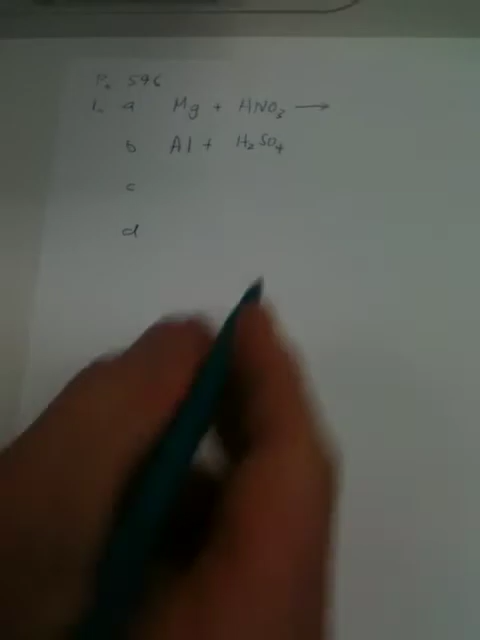 P. 596
1. a Mg + HNO₃ ⟶
b Al + H₂SO₄
c
d